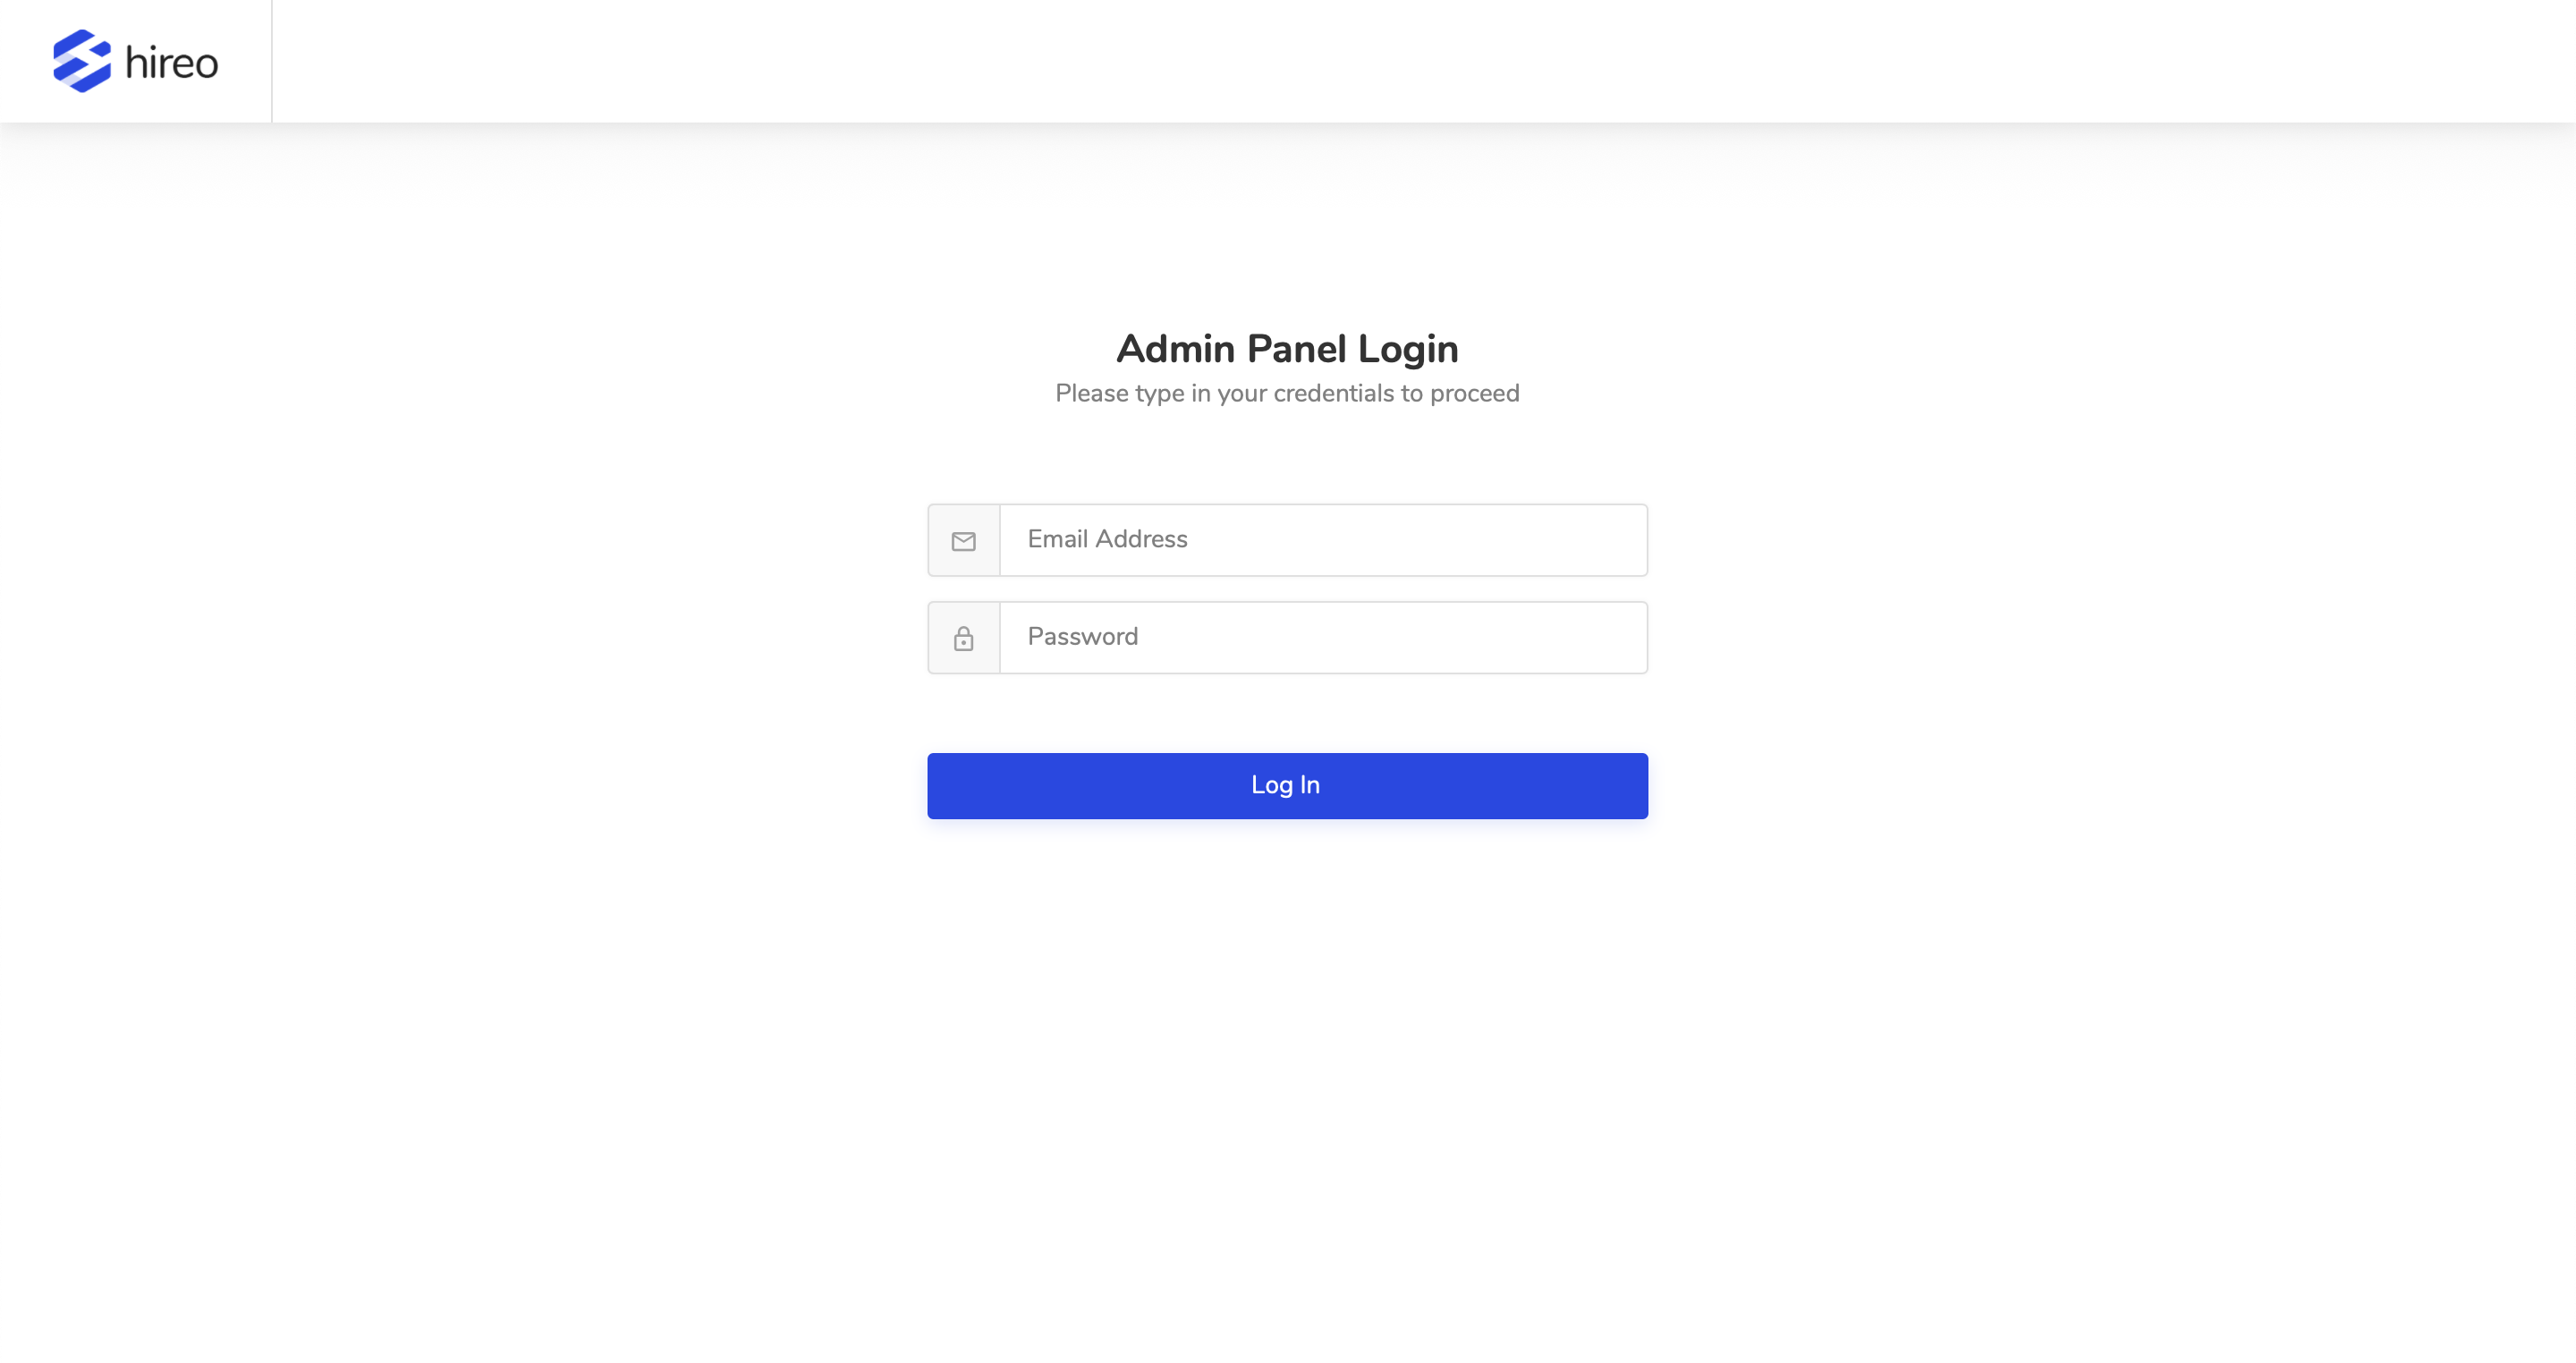 hireo
Admin Panel Login
Please type in your credentials to proceed
Email Address
Password
Log In